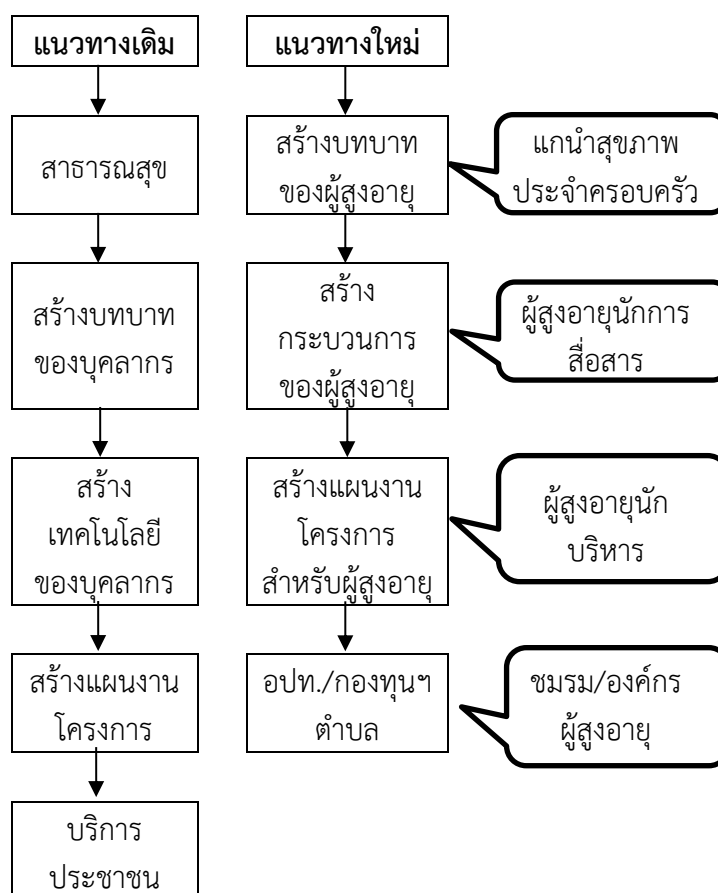 แนวทางเดิม
สาธารณสุข
สร้างบทบาท
ของบุคลากร
สร้าง
เทคโนโลยี
ของบุคลากร
สร้างแผนงาน
โครงการ
บริการ
ประชาชน
แนวทางใหม่
สร้างบทบาท
ของผู้สูงอายุ
แกนำสุขภาพ
ประจำครอบครัว
สร้าง
กระบวนการ
ของผู้สูงอายุ
ผู้สูงอายุนักการ
สื่อสาร
สร้างแผนงาน
โครงการ
สำหรับผู้สูงอายุ
ผู้สูงอายุนัก
บริหาร
อปท./กองทุนฯ
ตำบล
ชมรม/องค์กร
ผู้สูงอายุ